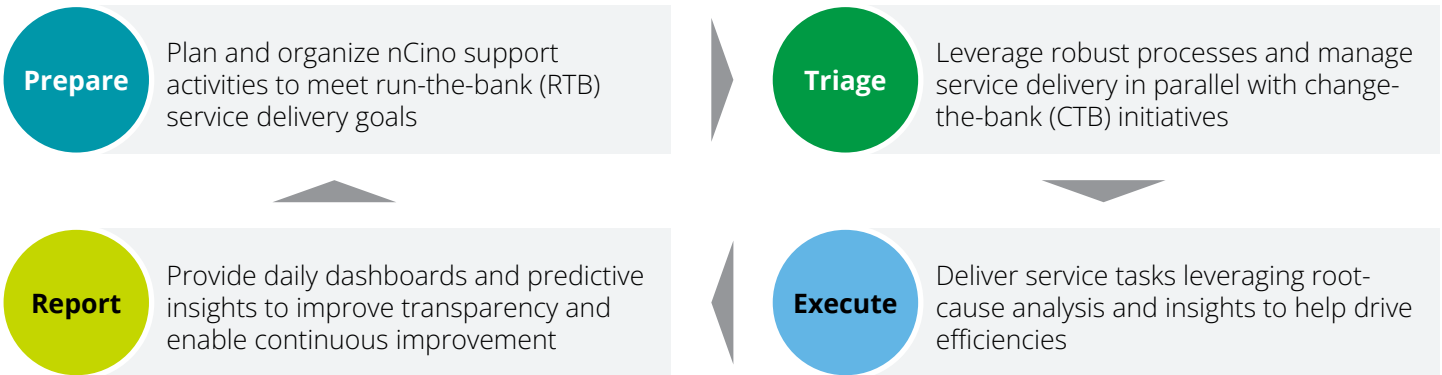 Prepare
Plan and organize nCino support
activities to meet run-the-bank (RTB)
service delivery goals
Triage
Leverage robust processes and manage
service delivery in parallel with change-
the-bank (CTB) initiatives
Execute
Deliver service tasks leveraging root-
cause analysis and insights to help drive
efficiencies
Report
Provide daily dashboards and predictive
insights to improve transparency and
enable continuous improvement